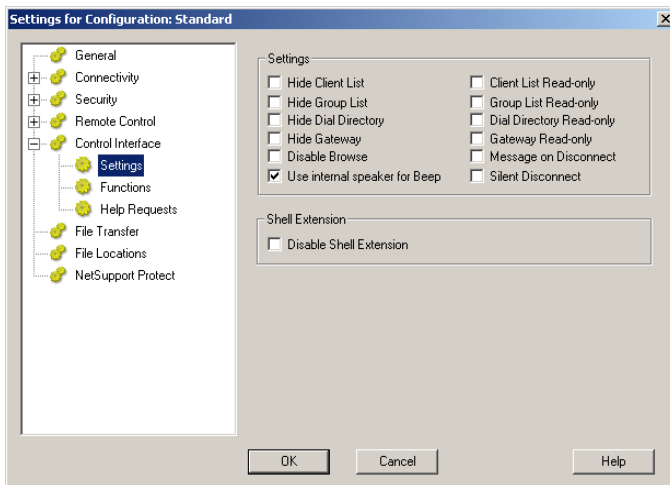 Settings for Configuration: Standard
General
Connectivity
Security
Remote Control
Control Interface
Settings
Functions
Help Requests
File Transfer
File Locations
NetSupport Protect
Settings
Hide Client List
Client List Read-only
Hide Group List
Group List Read-only
Hide Dial Directory
Dial Directory Read-only
Hide Gateway
Gateway Read-only
Disable Browse
Message on Disconnect
Use internal speaker for Beep
Silent Disconnect
Shell Extension
Disable Shell Extension
OK
Cancel
Help